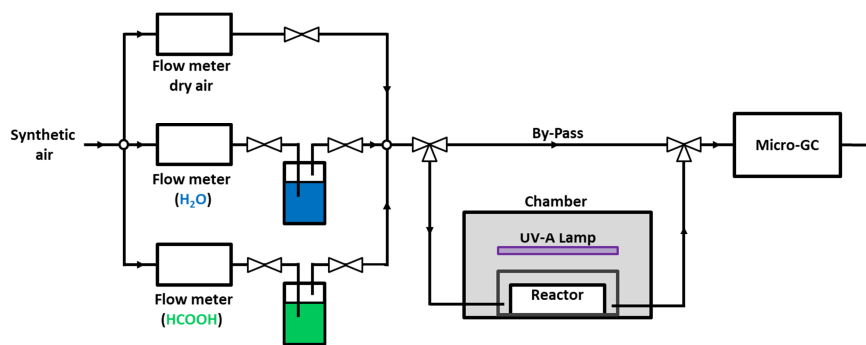 Flow meter
dry air
Synthetic
air
Flow meter
(H₂O)
Flow meter
(HCOOH)
By-Pass
Micro-GC
Chamber
UV-A Lamp
Reactor